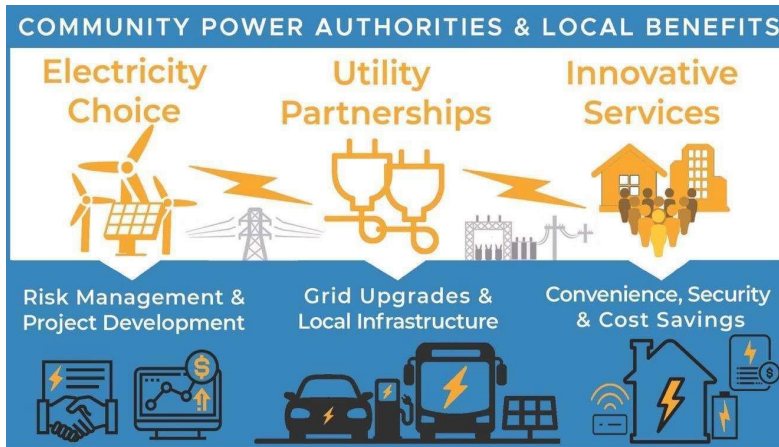 COMMUNITY POWER AUTHORITIES & LOCAL BENEFITS
Electricity
Choice
Utility
Partnerships
Innovative
Services
Risk Management &
Project Development
Grid Upgrades &
Local Infrastructure
Convenience, Security
& Cost Savings
$
$